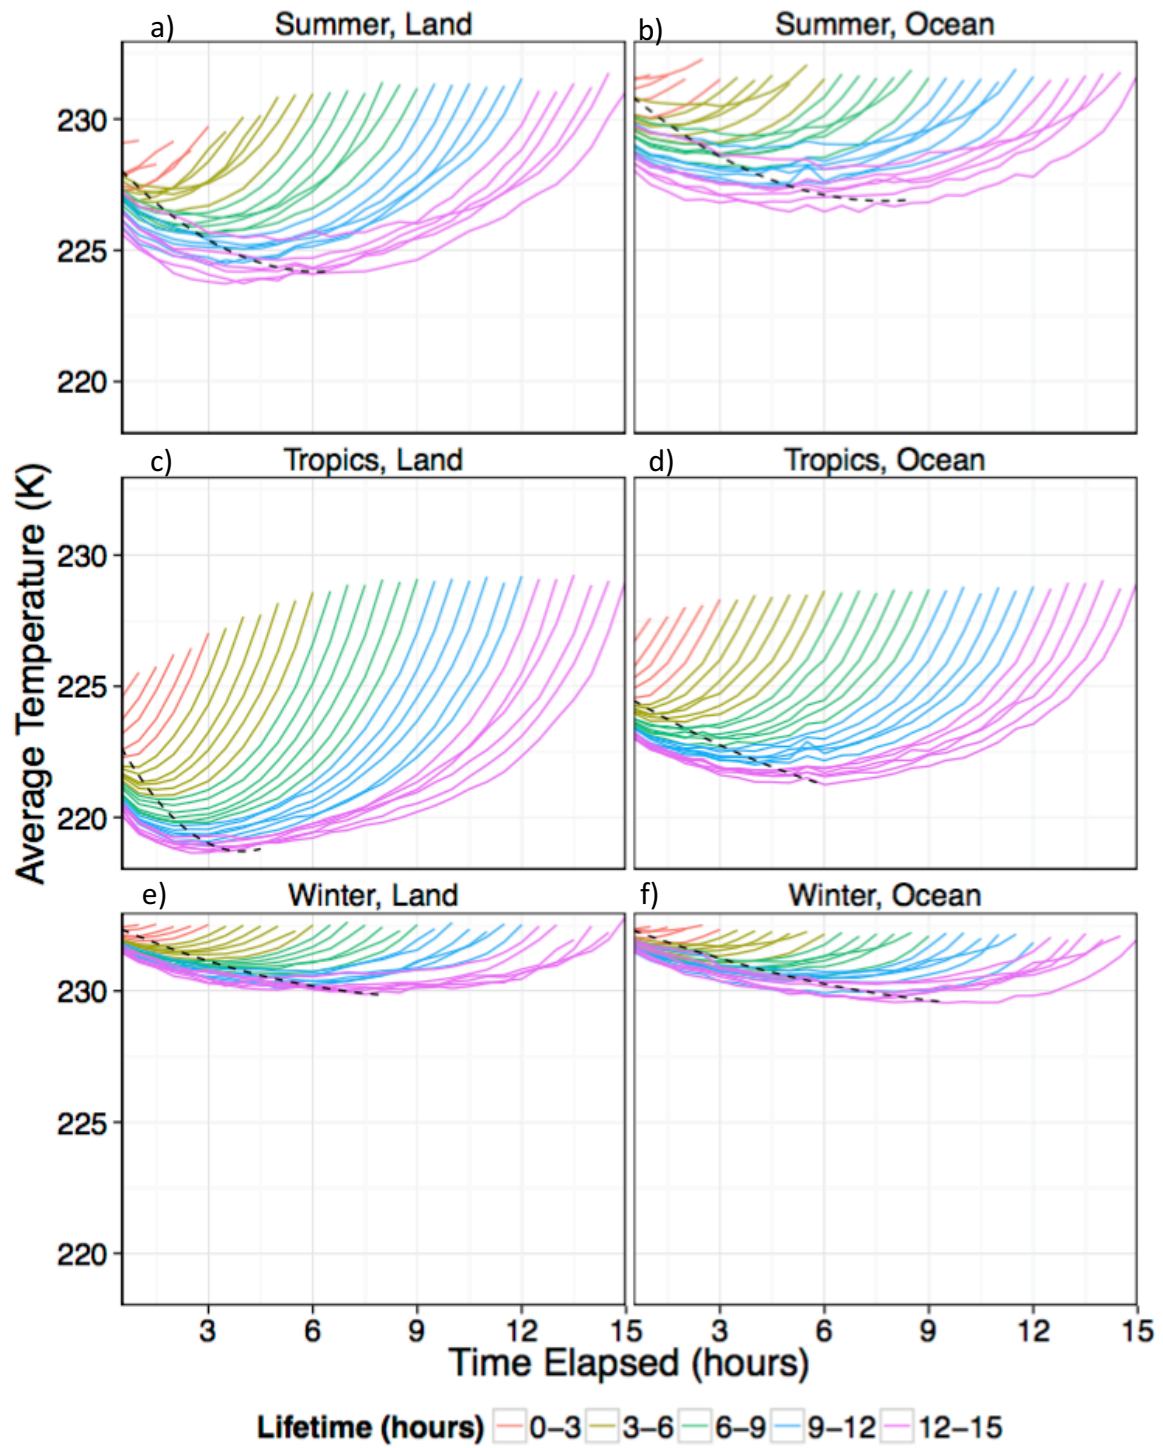 a) Summer, Land
b) Summer, Ocean
230
225
220
c) Tropics, Land
d) Tropics, Ocean
230
225
220
e) Winter, Land
f) Winter, Ocean
230
225
220
Average Temperature (K)
3 6 9 12 15 3 6 9 12 15
Time Elapsed (hours)
Lifetime (hours) 0–3 3–6 6–9 9–12 12–15